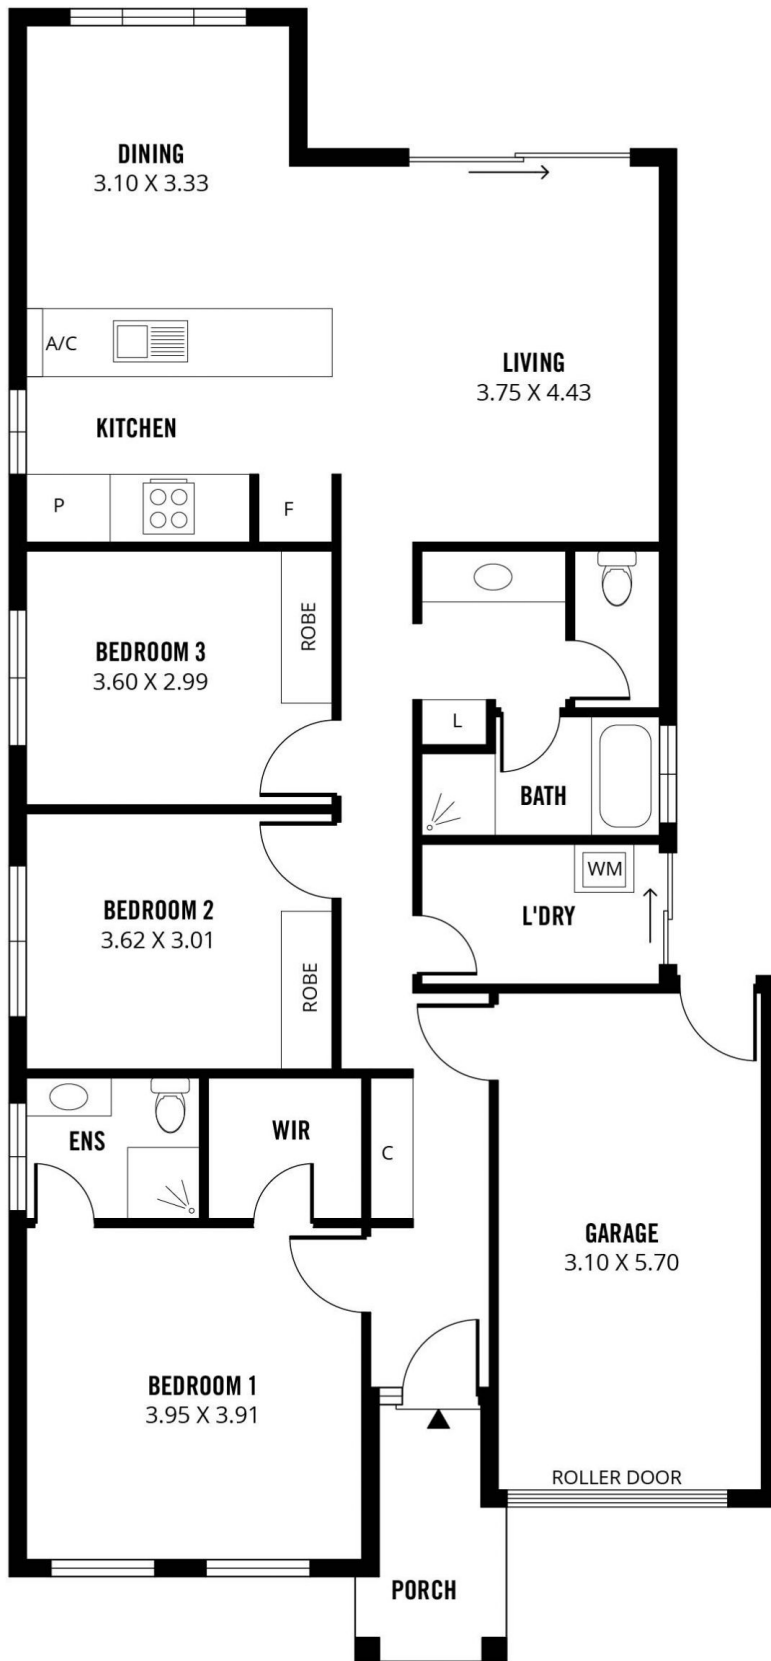 DINING
3.10 X 3.33
A/C
LIVING
3.75 X 4.43
KITCHEN
P
F
BEDROOM 3
3.60 X 2.99
ROBE
L
BATH
WM
L'DRY
BEDROOM 2
3.62 X 3.01
ROBE
ENS
WIR
C
GARAGE
3.10 X 5.70
BEDROOM 1
3.95 X 3.91
ROLLER DOOR
PORCH